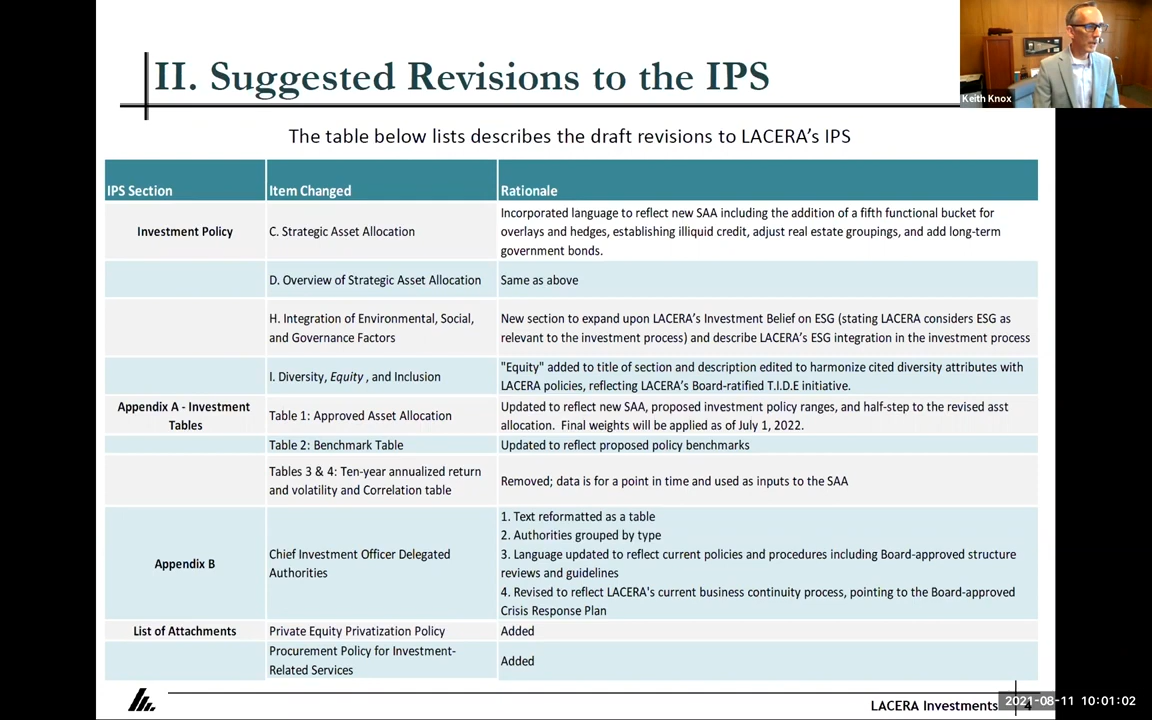 II. Suggested Revisions to the IPS
Keith Knox
The table below lists describes the draft revisions to LACERA's IPS
IPS Section
Item Changed
Rationale
Investment Policy
C. Strategic Asset Allocation
Incorporated language to reflect new SAA including the addition of a fifth functional bucket for
overlays and hedges, establishing illiquid credit, adjust real estate groupings, and add long-term
government bonds.
D. Overview of Strategic Asset Allocation
Same as above
H. Integration of Environmental, Social,
and Governance Factors
New section to expand upon LACERA's Investment Belief on ESG (stating LACERA considers ESG as
relevant to the investment process) and describe LACERA's ESG integration in the investment process
I. Diversity, Equity , and Inclusion
"Equity" added to title of section and description edited to harmonize cited diversity attributes with
LACERA policies, reflecting LACERA's Board-ratified T.I.D.E initiative.
Appendix A - Investment
Tables
Table 1: Approved Asset Allocation
Updated to reflect new SAA, proposed investment policy ranges, and half-step to the revised asst
allocation.  Final weights will be applied as of July 1, 2022.
Table 2: Benchmark Table
Updated to reflect proposed policy benchmarks
Tables 3 & 4: Ten-year annualized return
and volatility and Correlation table
Removed; data is for a point in time and used as inputs to the SAA
Appendix B
Chief Investment Officer Delegated
Authorities
1. Text reformatted as a table
2. Authorities grouped by type
3. Language updated to reflect current policies and procedures including Board-approved structure
reviews and guidelines
4. Revised to reflect LACERA's current business continuity process, pointing to the Board-approved
Crisis Response Plan
List of Attachments
Private Equity Privatization Policy
Added
Procurement Policy for Investment-
Related Services
Added
LACERA Investments
4
2021-08-11 10:01:02